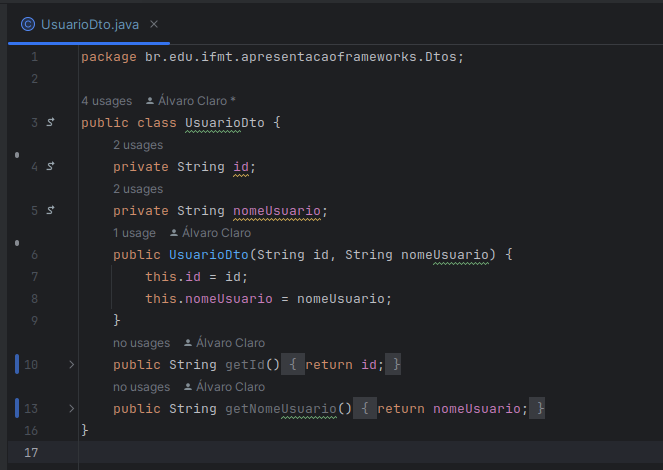 UsuarioDto.java
1 package br.edu.ifmt.apresentacaoframeworks.Dtos;
2
4 usages Álvaro Claro *
3 public class UsuarioDto {
2 usages
4 private String id;
2 usages
5 private String nomeUsuario;
1 usage Álvaro Claro
6 public UsuarioDto(String id, String nomeUsuario) {
7 this.id = id;
8 this.nomeUsuario = nomeUsuario;
9 }
no usages Álvaro Claro
10 public String getId() { return id; }
no usages Álvaro Claro
13 public String getNomeUsuario() { return nomeUsuario; }
16 }
17